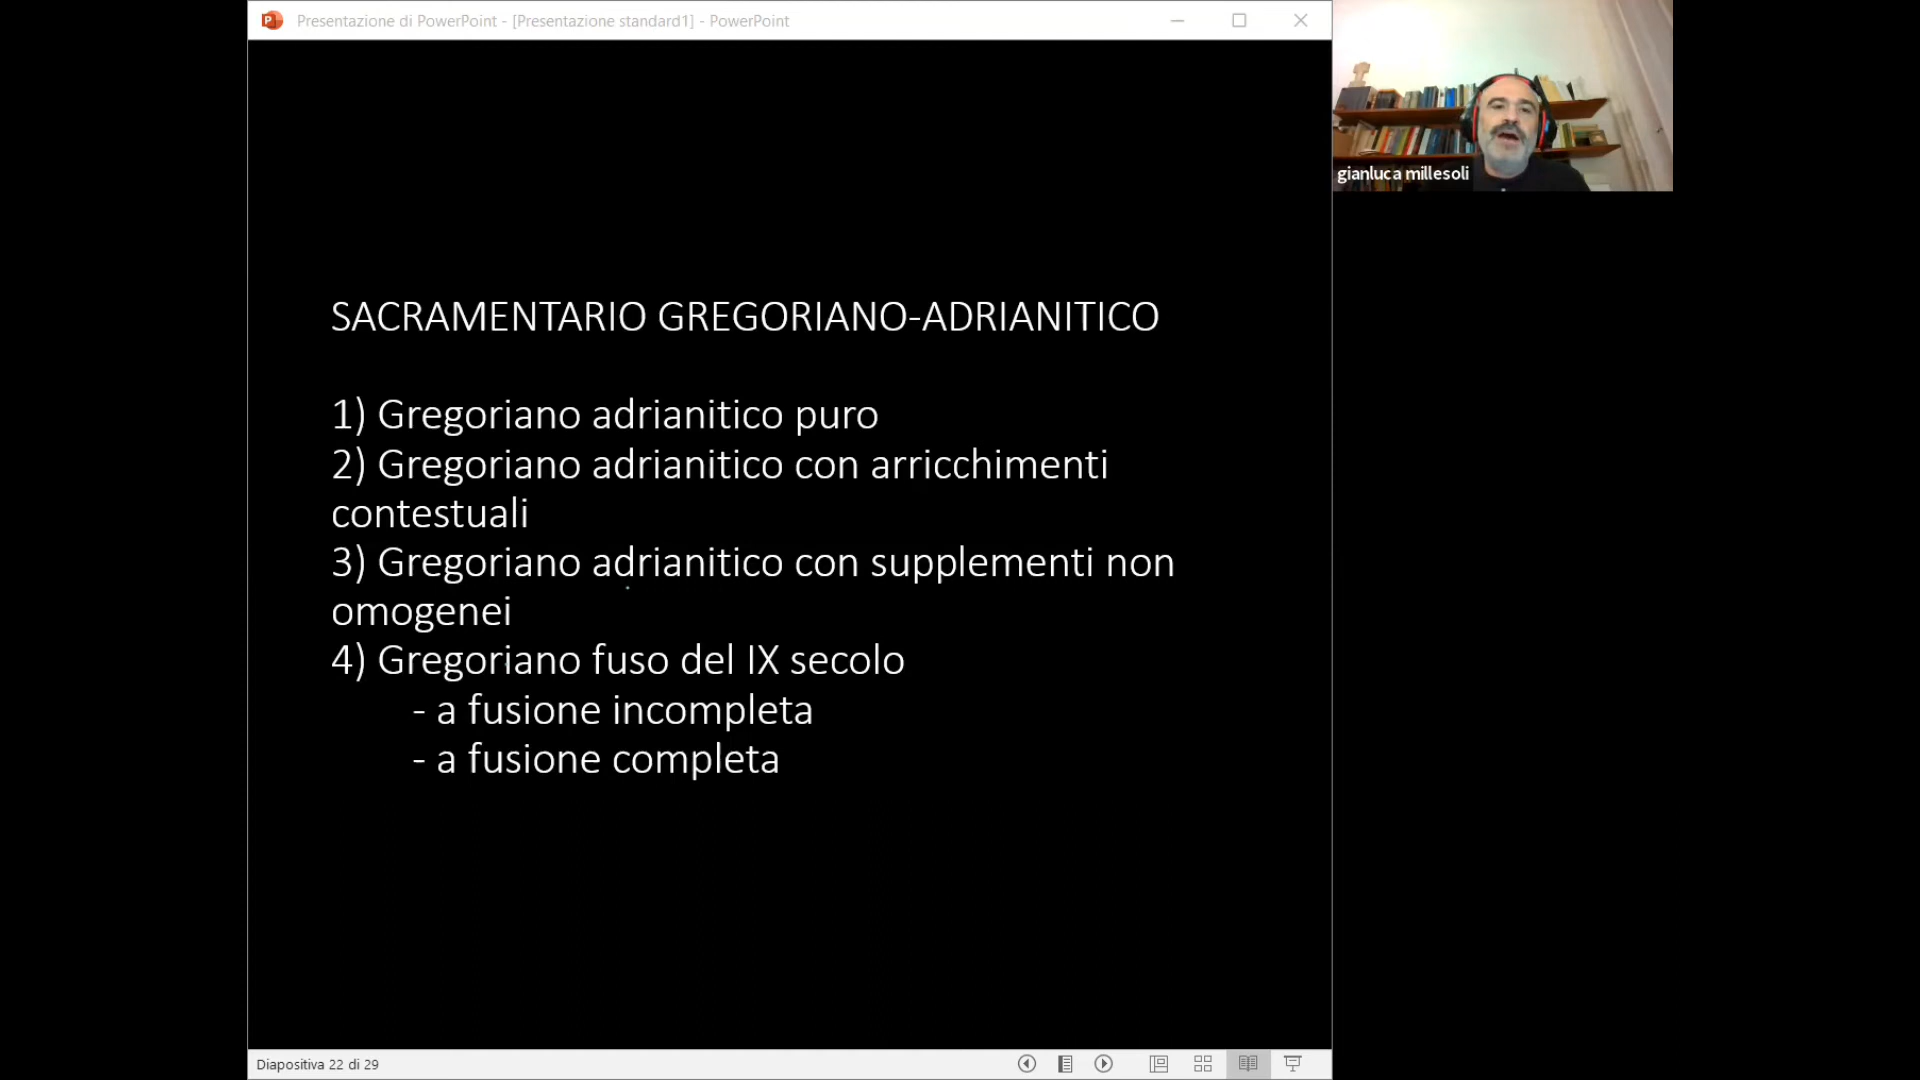 Presentazione di PowerPoint - [Presentazione standard1] - PowerPoint
gianluca millesoli
SACRAMENTARIO GREGORIANO-ADRIANITICO
1) Gregoriano adrianitico puro
2) Gregoriano adrianitico con arricchimenti
contestuali
3) Gregoriano adrianitico con supplementi non
omogenei
4) Gregoriano fuso del IX secolo
- a fusione incompleta
- a fusione completa
Diapositiva 22 di 29